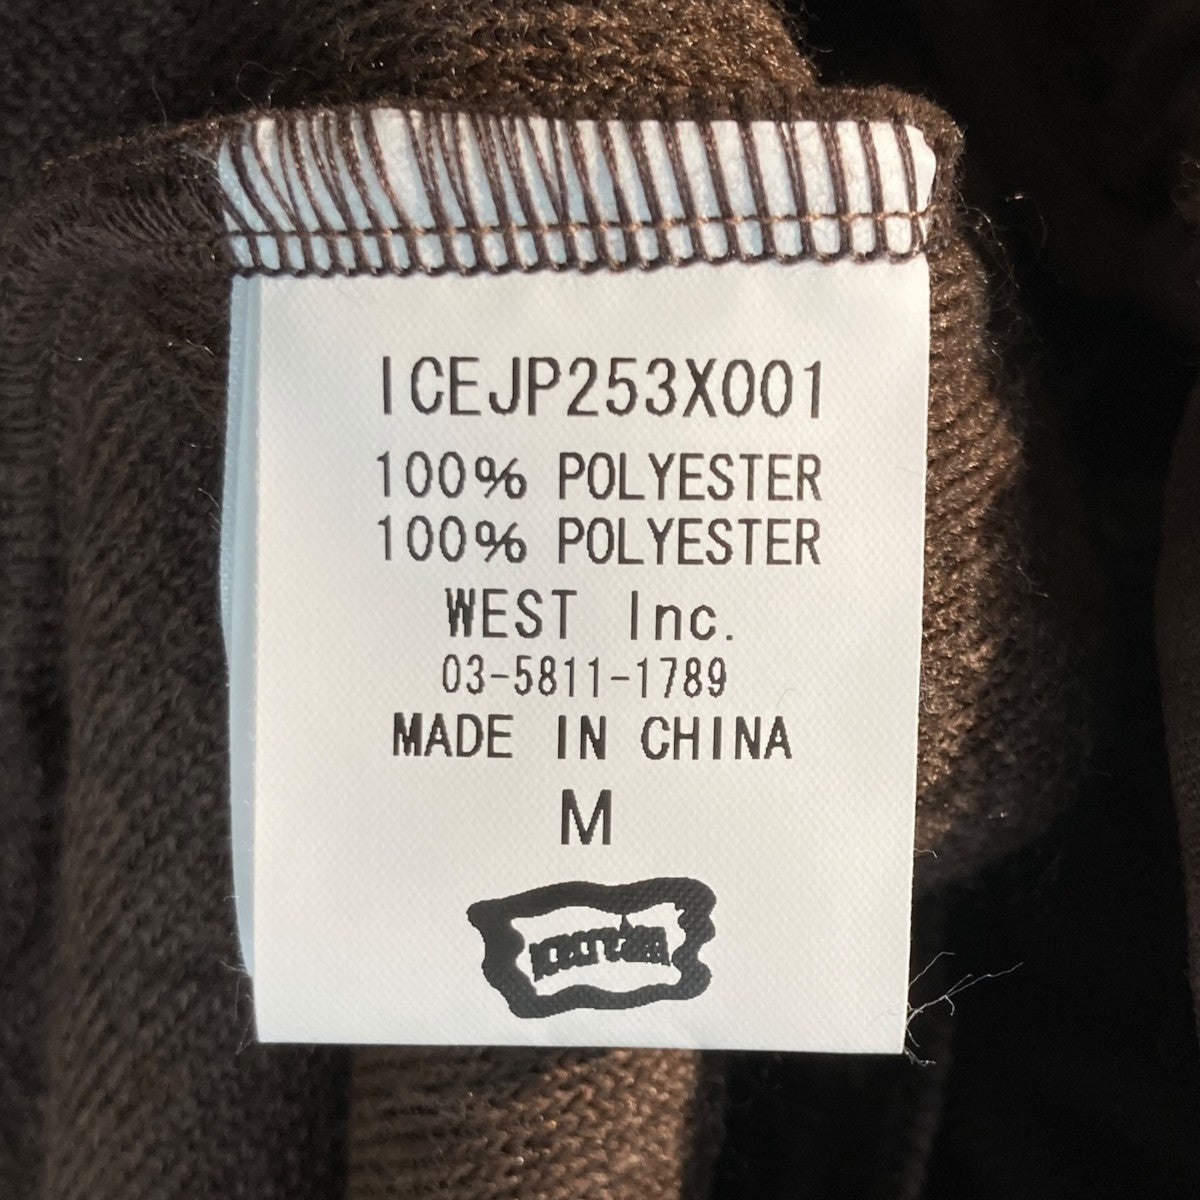 ICEJP253X001
100% POLYESTER
100% POLYESTER
WEST Inc.
03-5811-1789
MADE IN CHINA
M